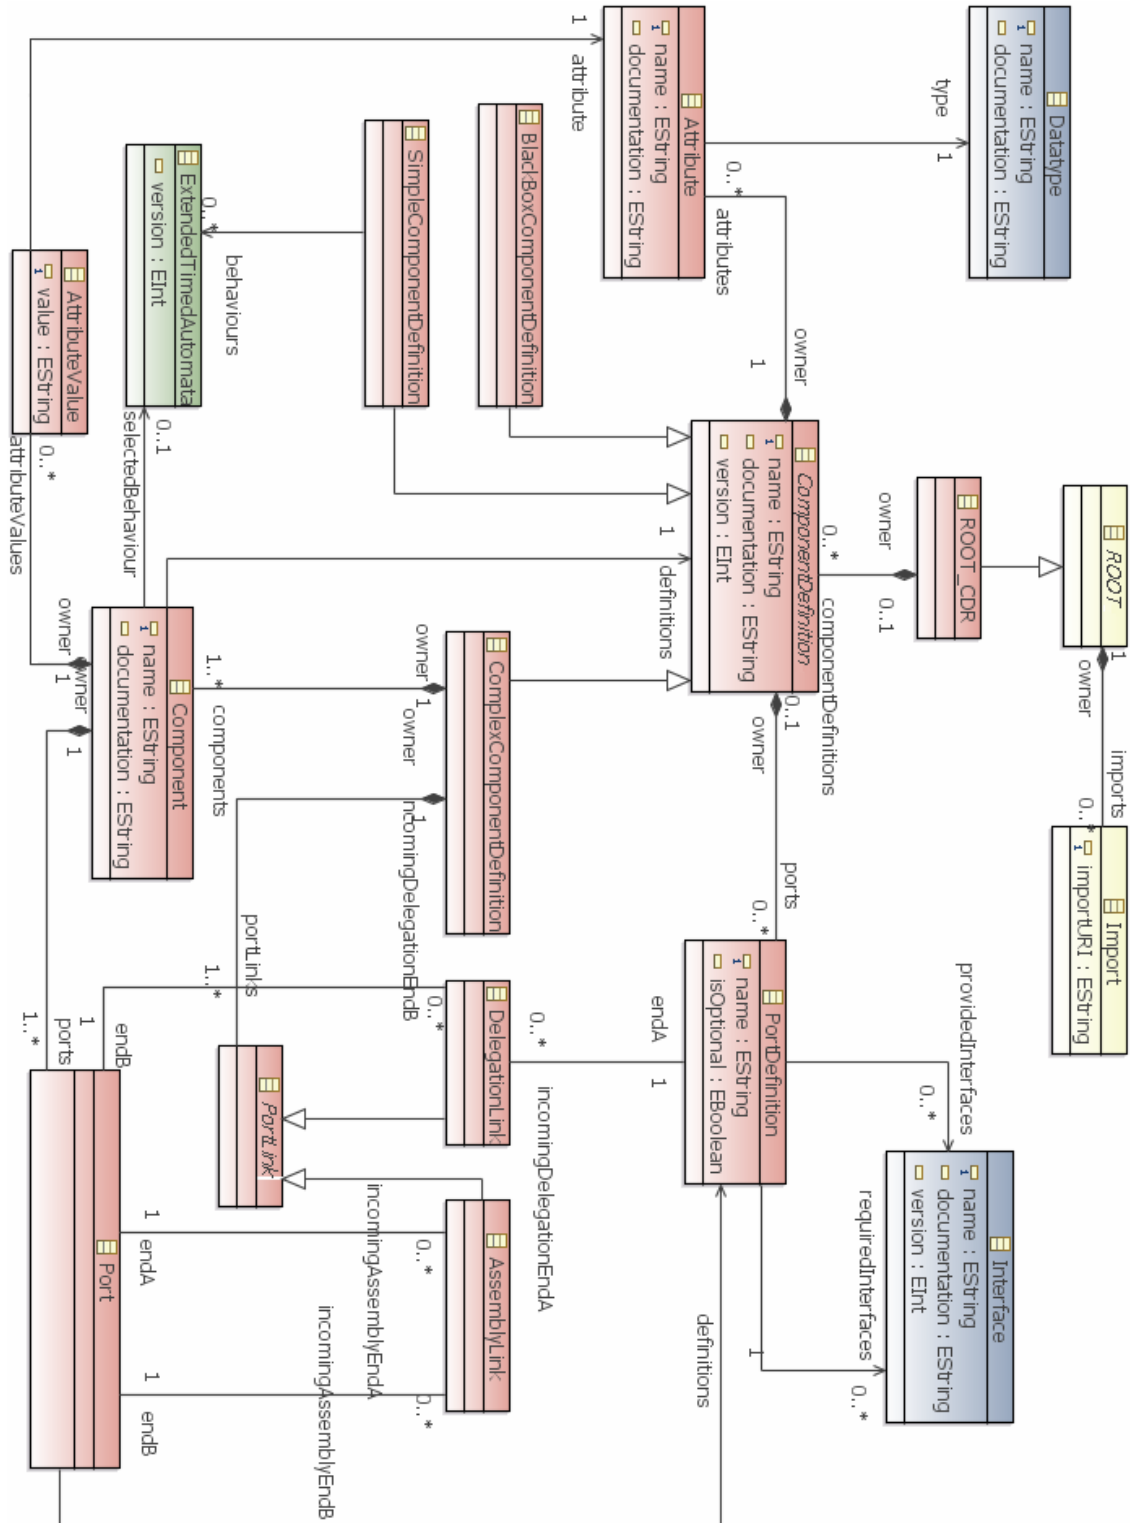 Datatype
name : EString
documentation : EString
type
1
Attribute
name : EString
documentation : EString
1
attribute
0..*
attributes
owner
1
BlackBoxComponentDefinition
SimpleComponentDefinition
0..*
behaviours
ExtendedTimedAutomata
version : EInt
AttributeValue
value : EString
0..*
attributeValues
0..1
selectedBehaviour
ROOT
1
owner
imports
0..*
Import
importURI : EString
ROOT_CDR
owner
0..1
0..*
componentDefinitions
ComponentDefinition
name : EString
documentation : EString
version : EInt
1
definitions
0..1
owner
ports
0..*
ComplexComponentDefinition
owner
1
owner
1
1..*
components
Component
name : EString
documentation : EString
owner
1
owner
1
portLinks
1..*
ncomingDelegationEndB
0..*
PortDefinition
name : EString
isOptional : EBoolean
providedInterfaces
0..*
Interface
name : EString
documentation : EString
version : EInt
requiredInterfaces
1
0..*
endA
1
0..*
incomingDelegationEndA
DelegationLink
PortLink
AssemblyLink
0..*
incomingAssemblyEndA
0..*
incomingAssemblyEndB
definitions
1
endB
1..*
ports
1
endA
1
endB
Port